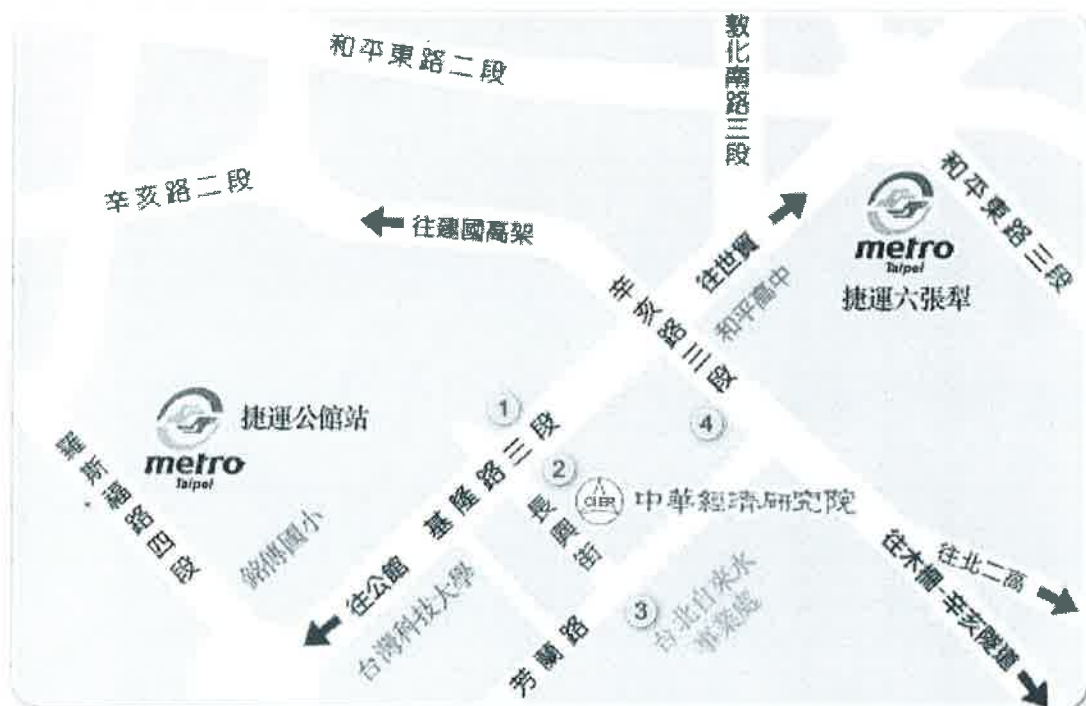 和平東路二段
敦化南路三段
辛亥路二段
往建國高架
往世貿
和平高中
metro
Taipei
捷運六張犁
和平東路三段
辛亥路三段
metro
Taipei
捷運公館站
1
4
羅斯福路四段
基隆路三段
2
CIER
中華經濟研究院
長興街
銘傳國小
往公館
台灣科技大學
3
台北自來水
事業處
芳蘭路
往北二高
往木柵-辛亥隧道